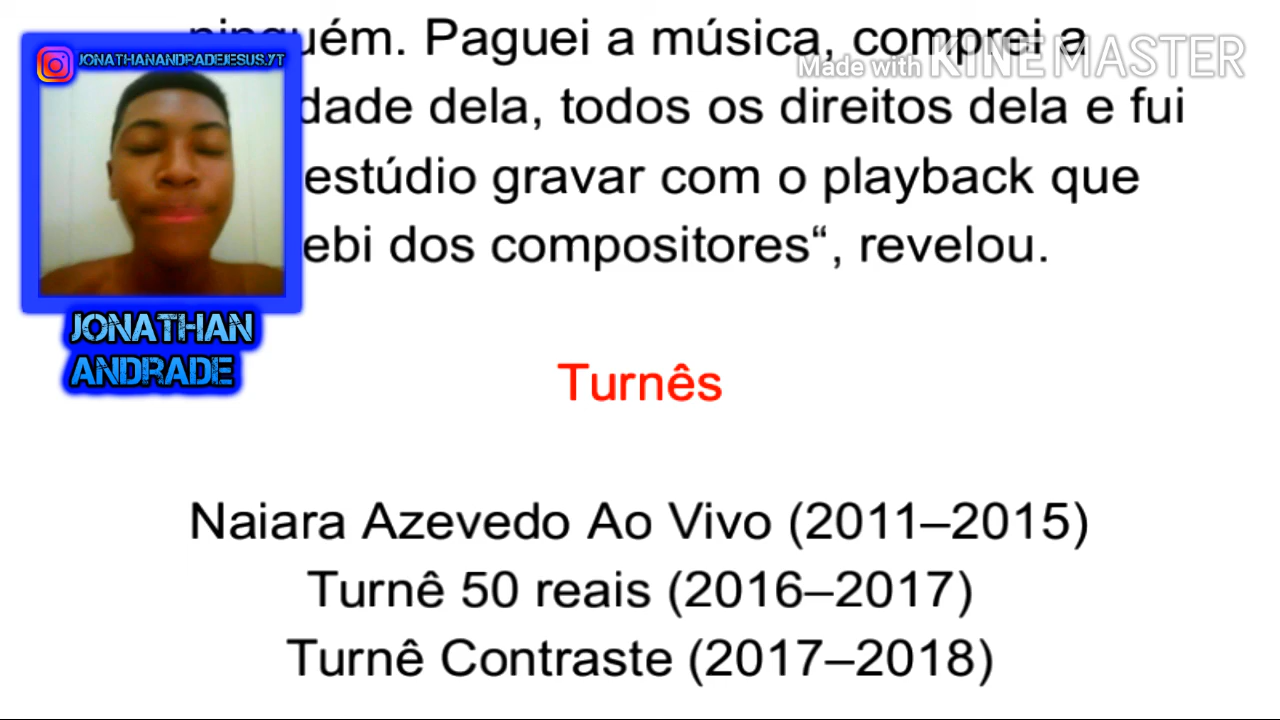 ninguém. Paguei a música, comprei a
Made with KINEMASTER
JONATHANANDRADEJESUS.YT
dade dela, todos os direitos dela e fui
estúdio gravar com o playback que
ebi dos compositores“, revelou.
JONATHAN
ANDRADE
Turnês
Naiara Azevedo Ao Vivo (2011–2015)
Turnê 50 reais (2016–2017)
Turnê Contraste (2017–2018)